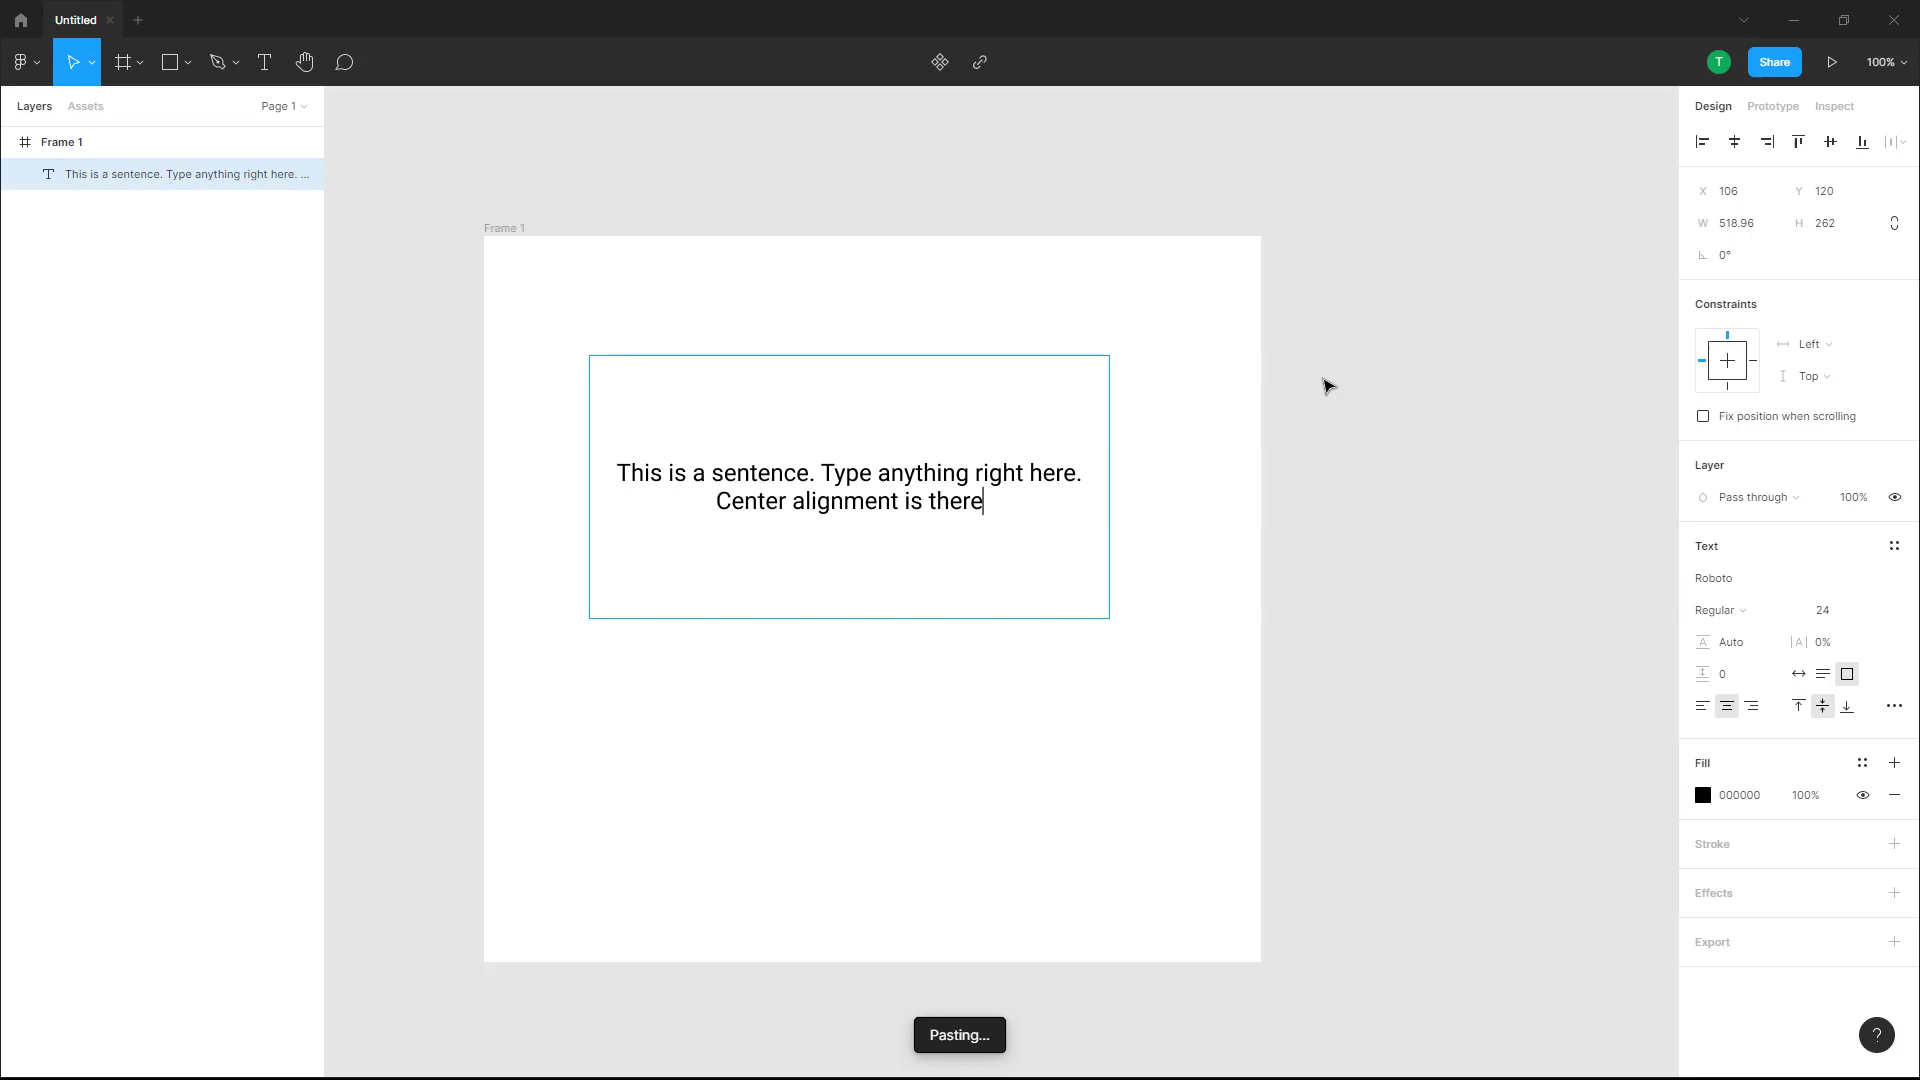 Untitled
T
Share
100%
Layers
Assets
Page 1
Design
Prototype
Inspect
Frame 1
This is a sentence. Type anything right here. ...
X 106
Y 120
W 518.96
H 262
0°
Frame 1
Constraints
Left
Top
Fix position when scrolling
This is a sentence. Type anything right here.
Center alignment is there
Layer
Pass through
100%
Text
Roboto
Regular
24
A Auto
|A| 0%
0
Fill
000000
100%
Stroke
Effects
Export
Pasting...
?